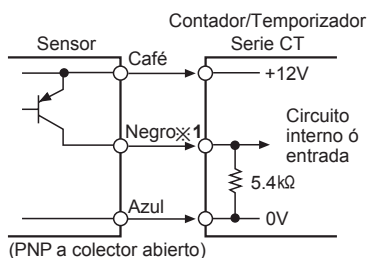 Contador/Temporizador
Sensor
Serie CT
Café
+12V
Negro※1
Circuito
interno ó
entrada
5.4kΩ
Azul
0V
(PNP a colector abierto)